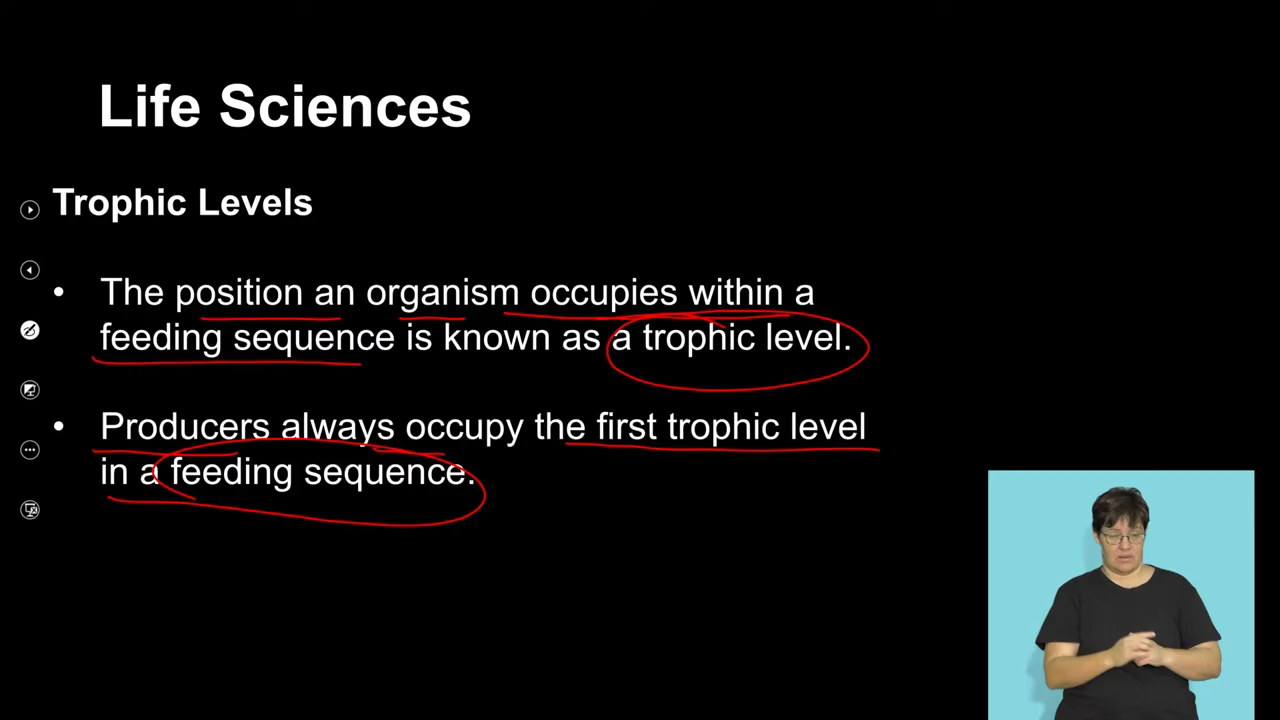 Life Sciences
Trophic Levels
• The position an organism occupies within a
feeding sequence is known as a trophic level.
• Producers always occupy the first trophic level
in a feeding sequence.